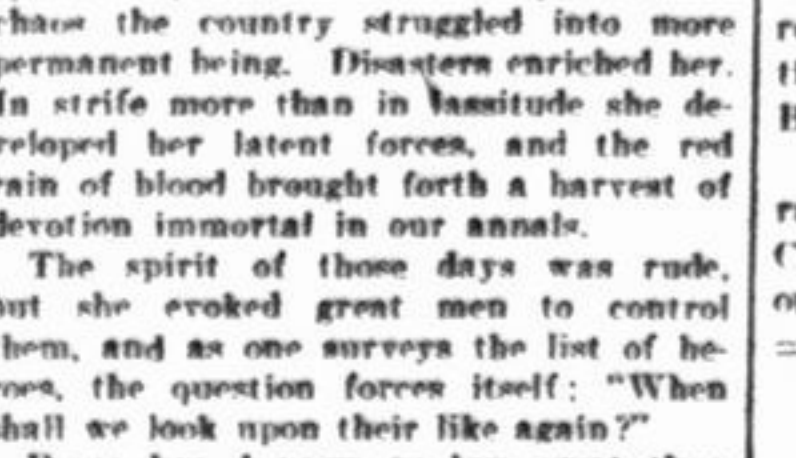 chaos the country struggled into more
permanent being. Disasters enriched her.
In strife more than in lassitude she de-
veloped her latent forces, and the red
rain of blood brought forth a harvest of
devotion immortal in our annals.
The spirit of those days was rude,
but she evoked great men to control
them, and as one surveys the list of he-
roes, the question forces itself: "When
shall we look upon their like again?"